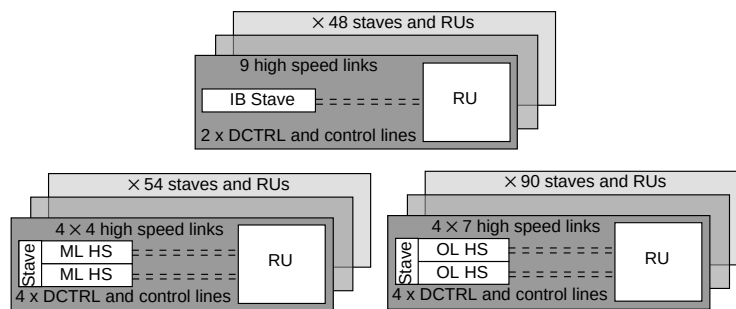 × 48 staves and RUs
9 high speed links
IB Stave
RU
2 x DCTRL and control lines
× 54 staves and RUs
4 × 4 high speed links
Stave
ML HS
ML HS
RU
4 x DCTRL and control lines
× 90 staves and RUs
4 × 7 high speed links
Stave
OL HS
OL HS
RU
4 x DCTRL and control lines